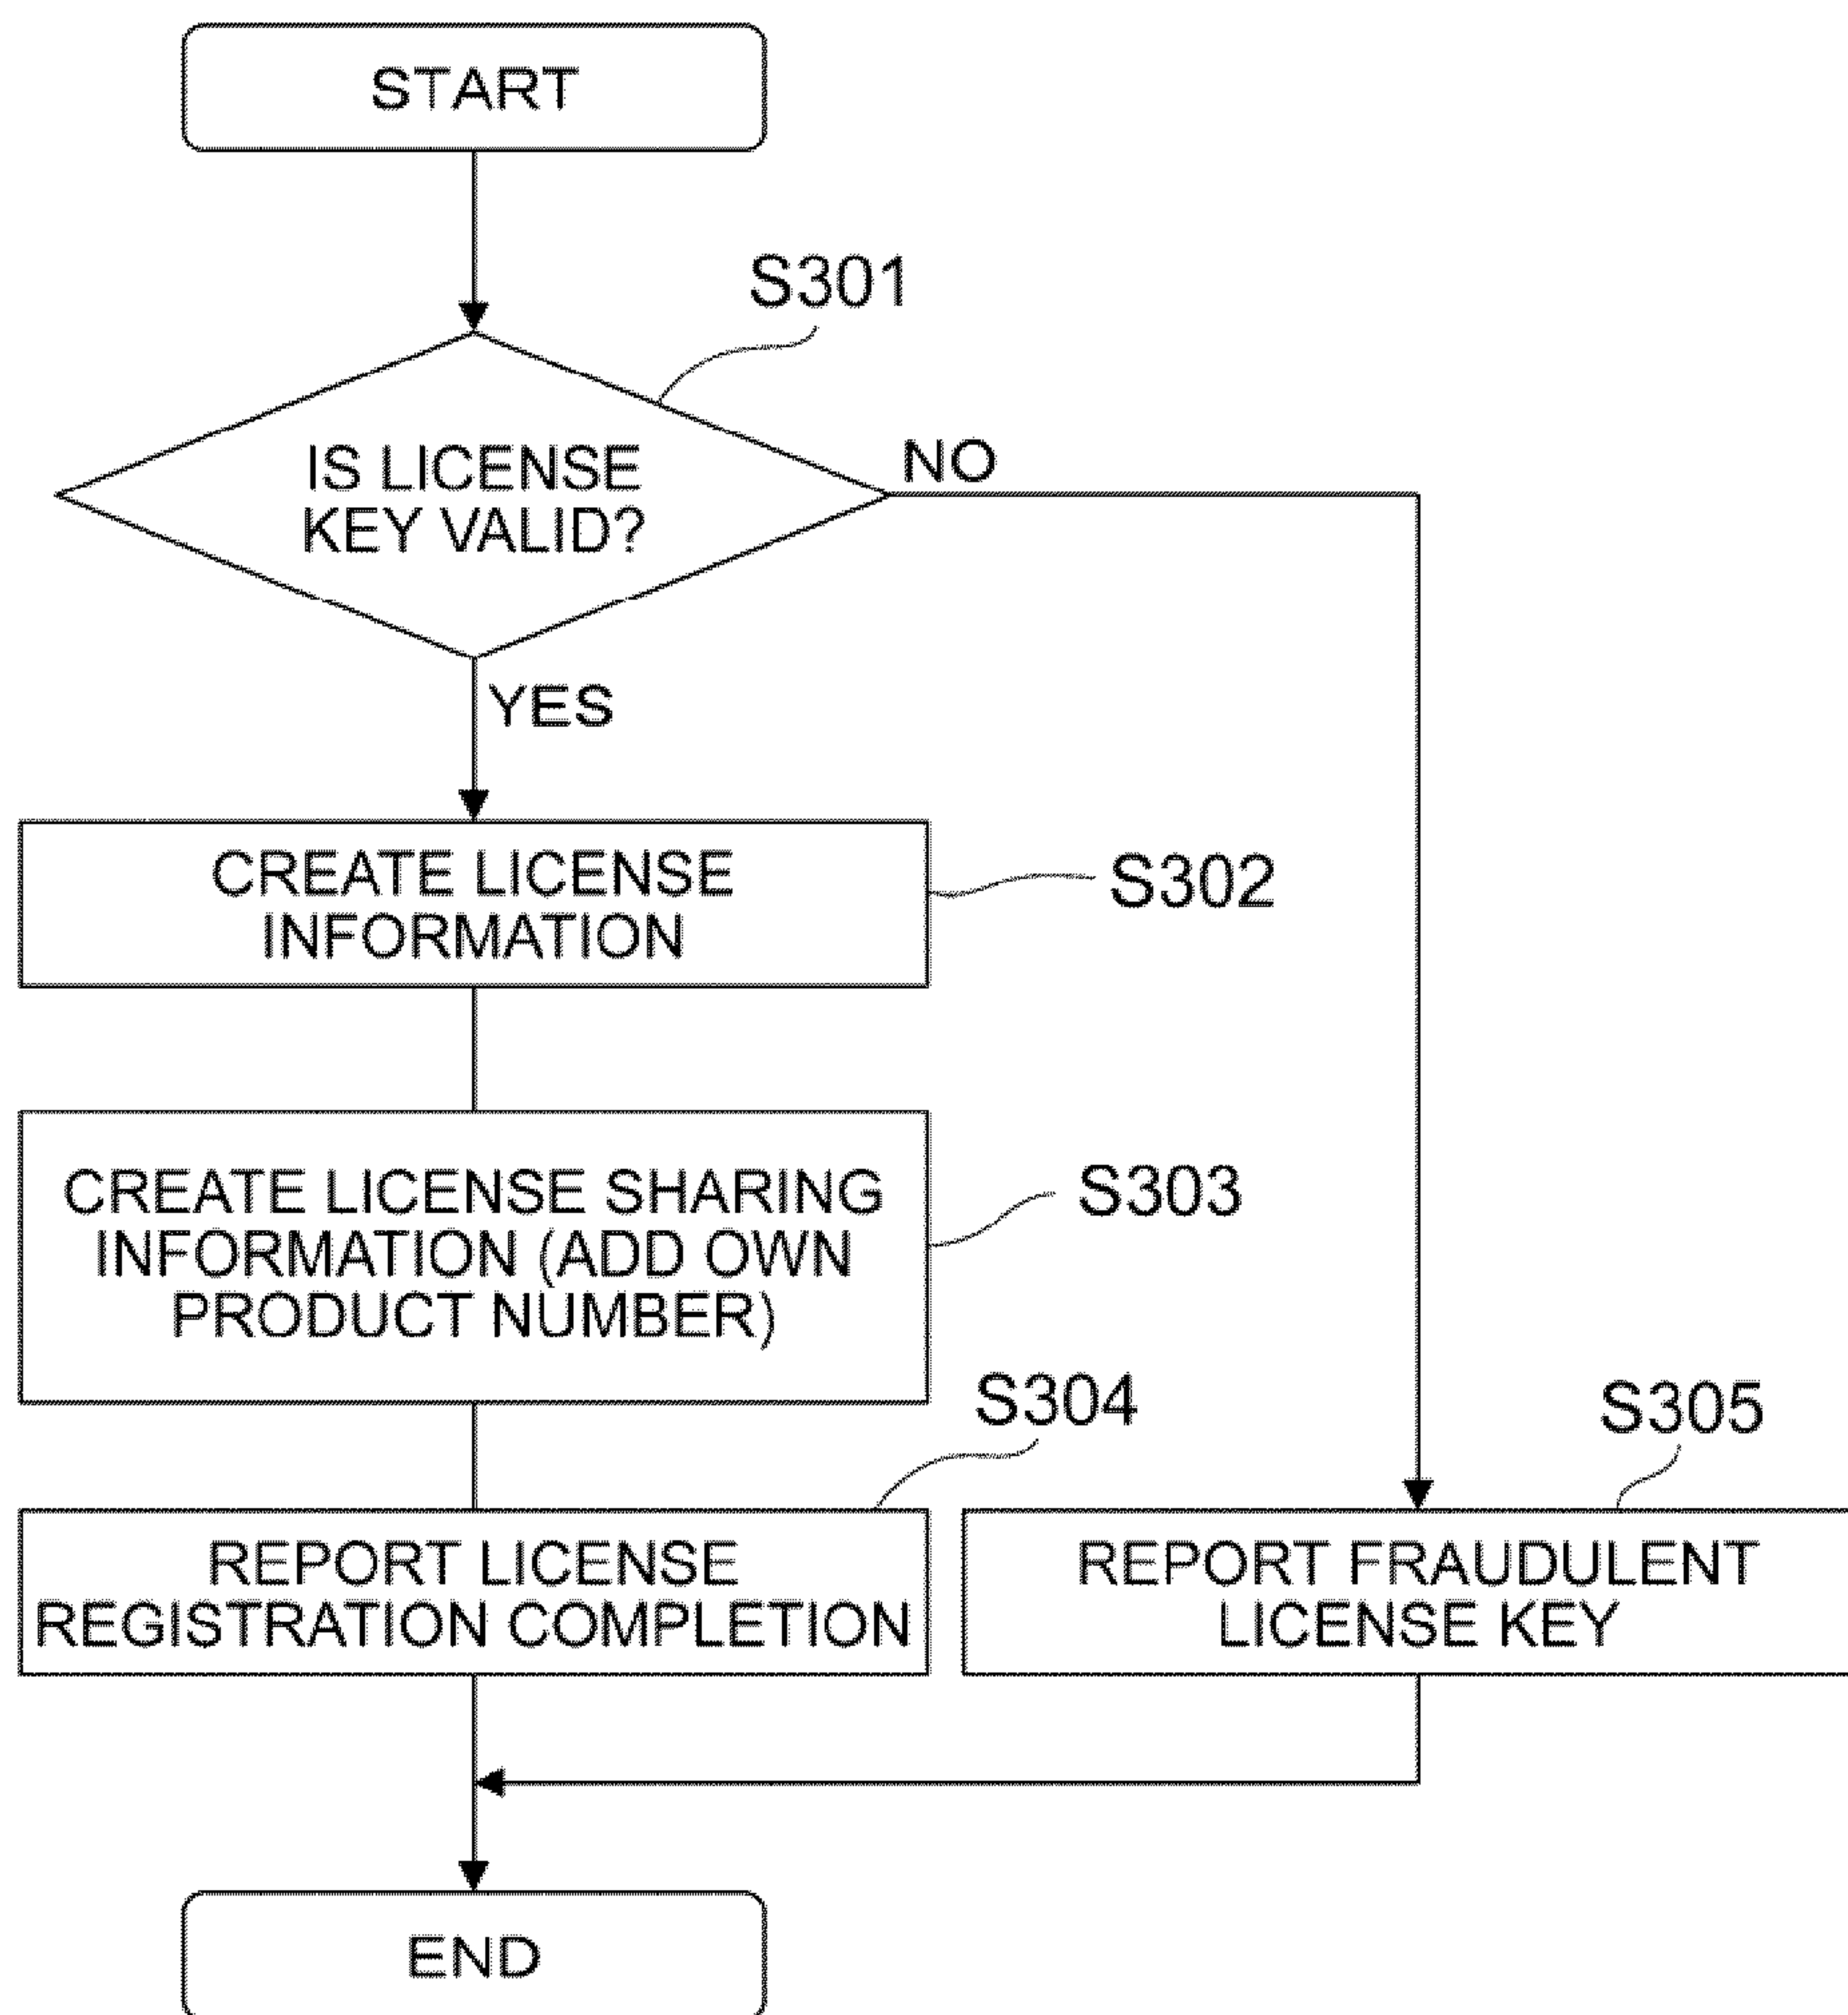 START
S301
IS LICENSE
KEY VALID?
NO
YES
CREATE LICENSE
INFORMATION
S302
CREATE LICENSE SHARING
INFORMATION (ADD OWN
PRODUCT NUMBER)
S303
S304
REPORT LICENSE
REGISTRATION COMPLETION
S305
REPORT FRAUDULENT
LICENSE KEY
END